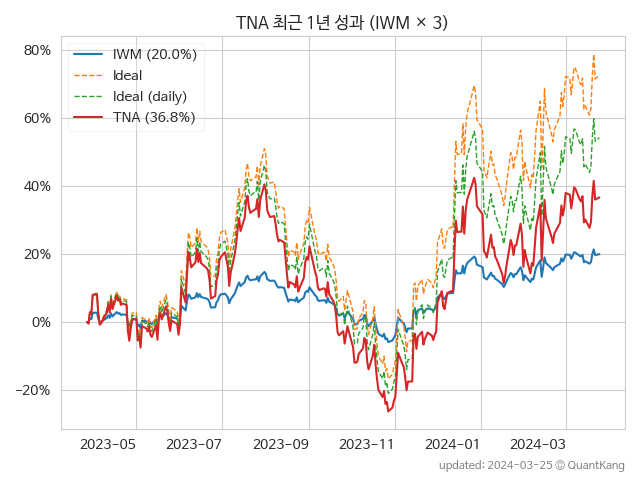 TNA 최근 1년 성과 (IWM × 3)
IWM (20.0%)
Ideal
Ideal (daily)
TNA (36.8%)
80%
60%
40%
20%
0%
−20%
2023-05 2023-07 2023-09 2023-11 2024-01 2024-03
updated: 2024-03-25 © QuantKang